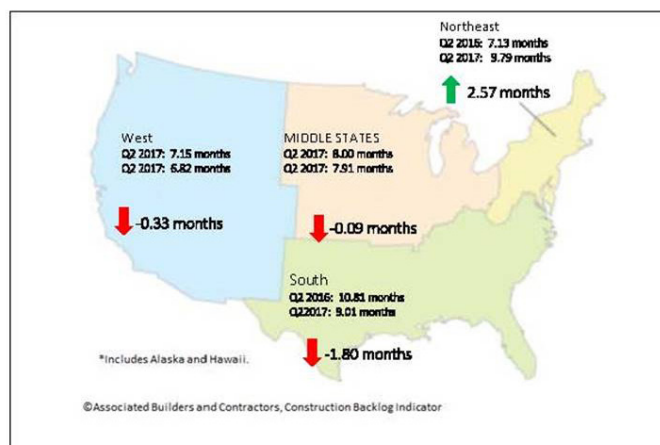 Northeast
Q2 2016: 7.13 months
Q2 2017: 9.79 months
2.57 months
West
Q2 2017: 7.15 months
Q2 2017: 6.82 months
-0.33 months
MIDDLE STATES
Q2 2017: 8.00 months
Q2 2017: 7.91 months
-0.09 months
South
Q2 2016: 10.81 months
Q22017: 9.01 months
-1.80 months
*Includes Alaska and Hawaii.
©Associated Builders and Contractors, Construction Backlog Indicator